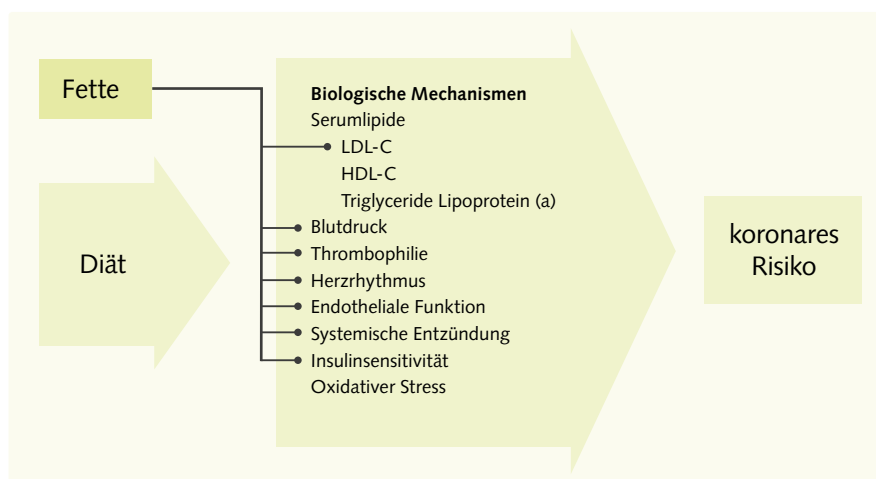 Fette
Diät
Biologische Mechanismen
Serumlipide
LDL-C
HDL-C
Triglyceride Lipoprotein (a)
Blutdruck
Thrombophilie
Herzrhythmus
Endotheliale Funktion
Systemische Entzündung
Insulinsensitivität
Oxidativer Stress
koronares
Risiko